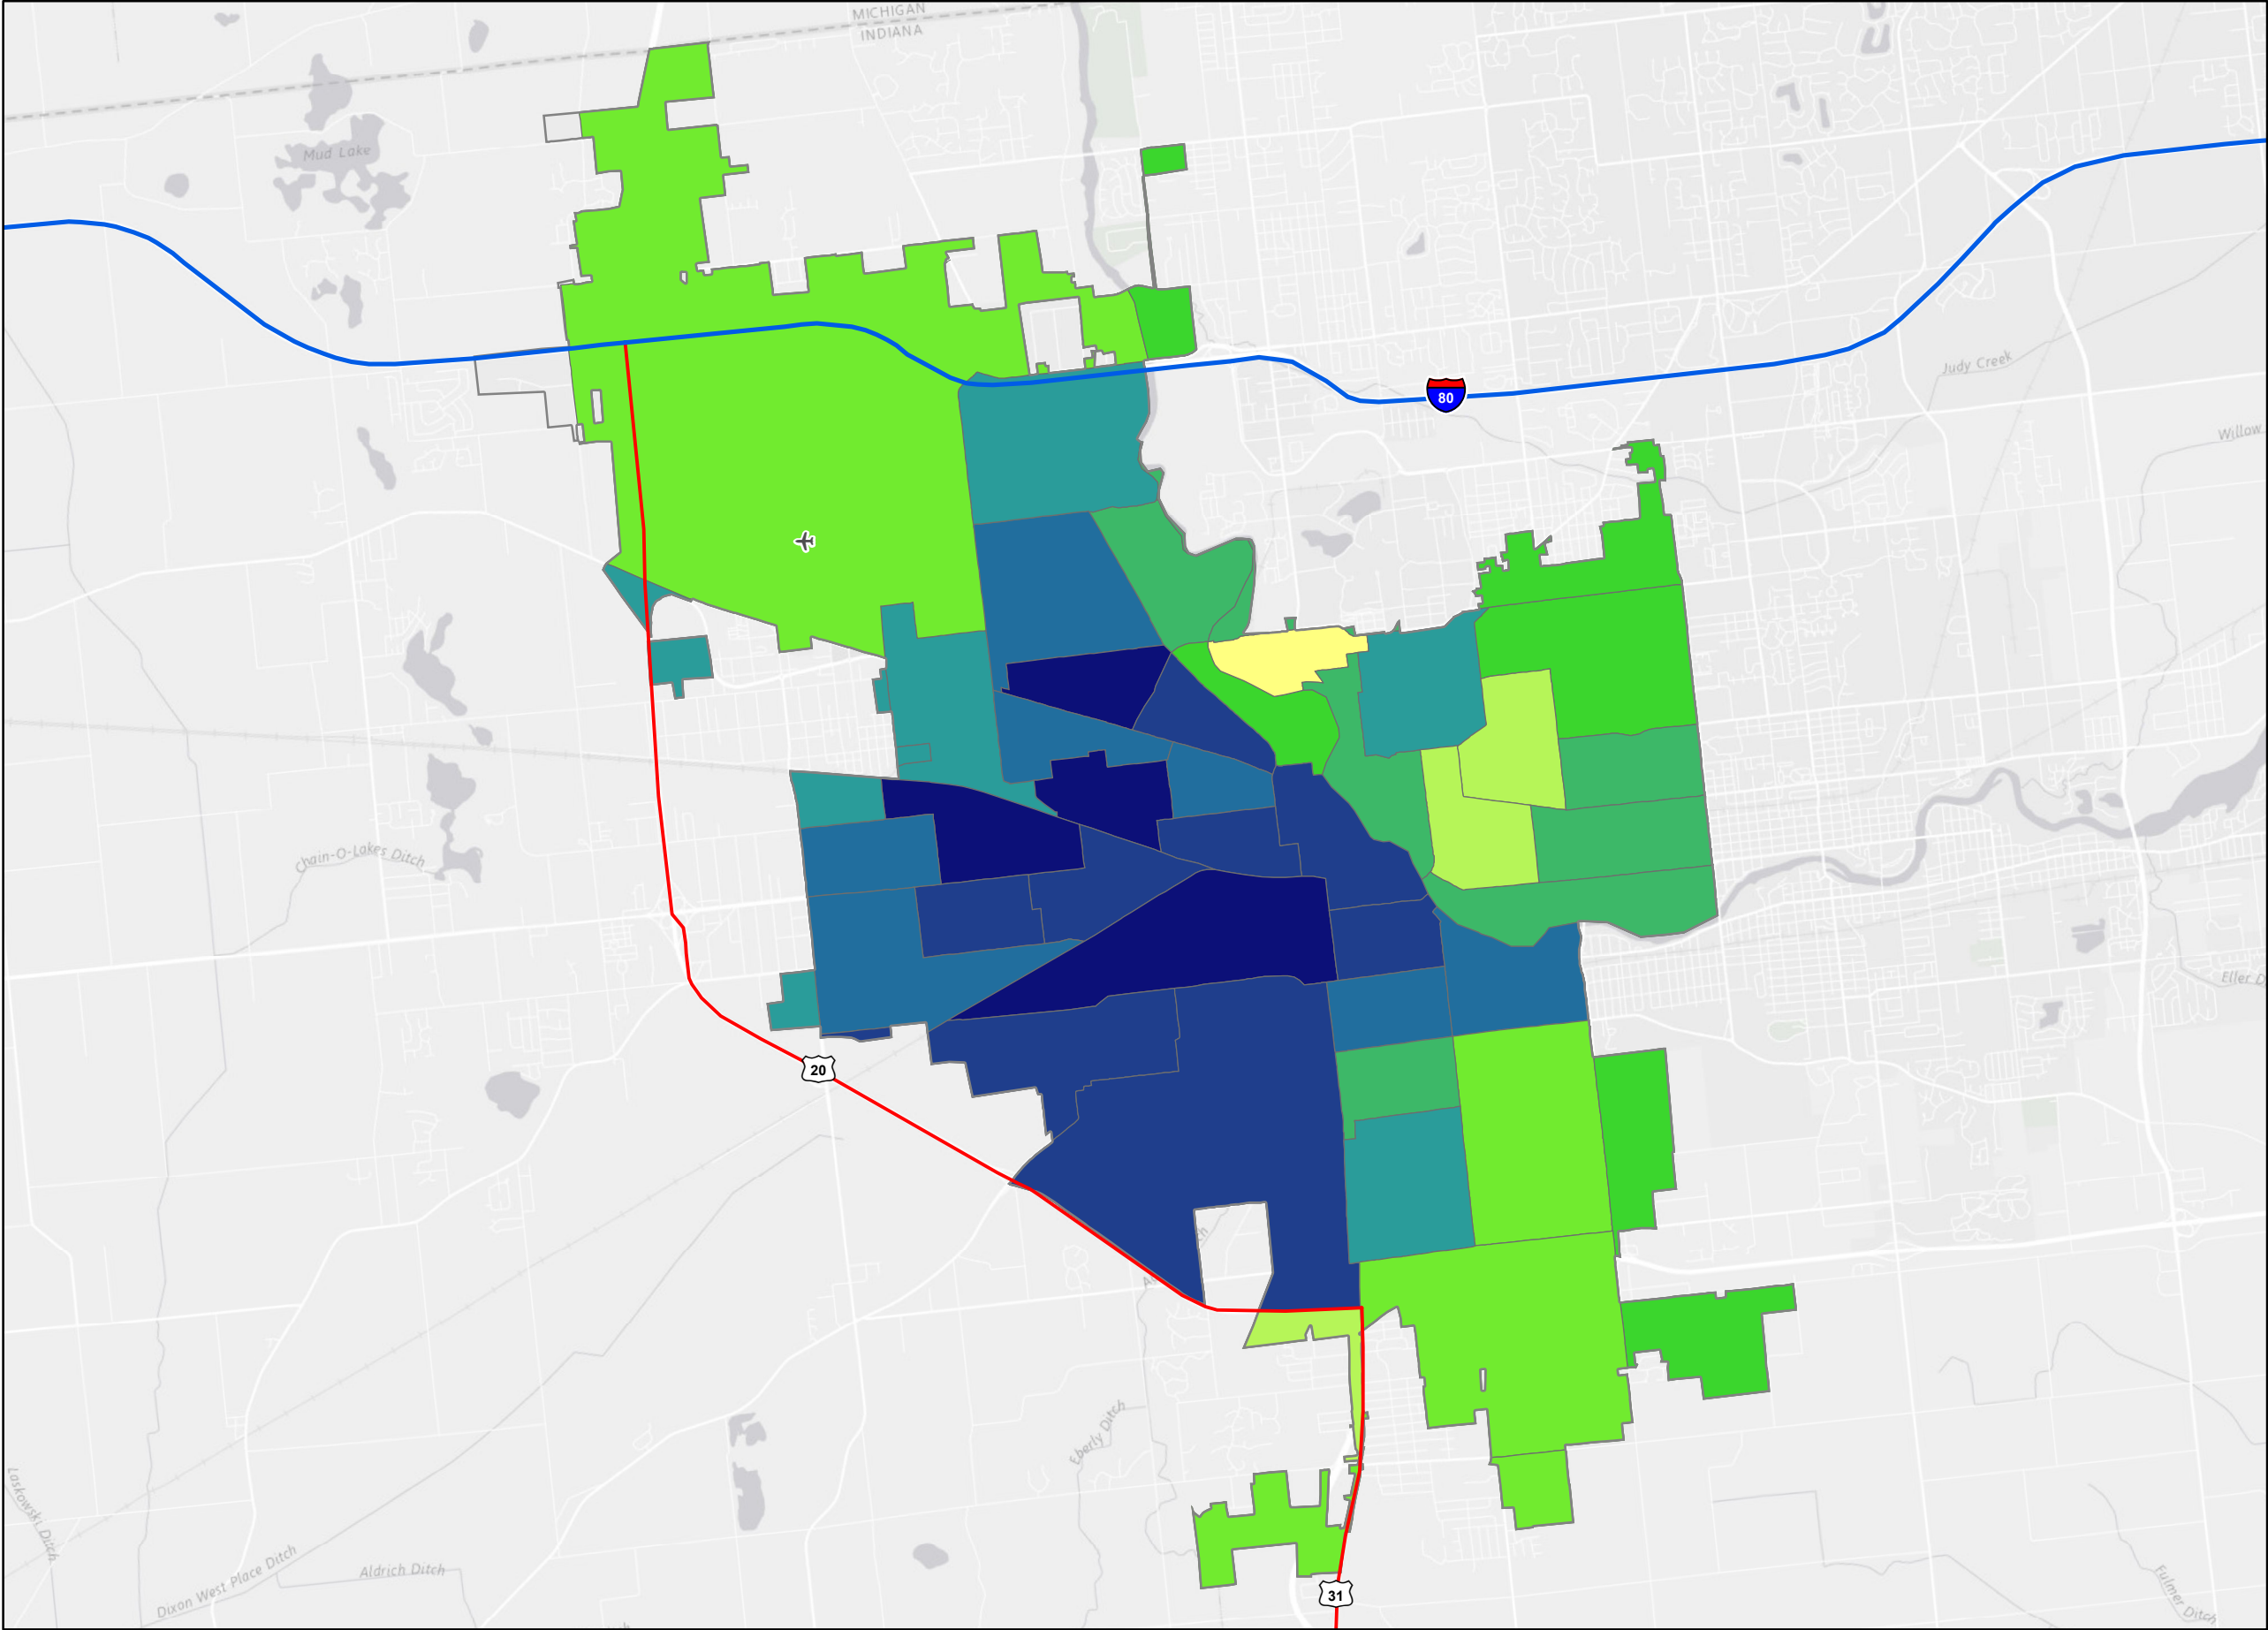 MICHIGAN
INDIANA
Mud Lake
Judy Creek
80
Willow
Chain-O-Lakes Ditch
Eller D
20
Eberly Ditch
Laskowski Ditch
Dixon West Place Ditch
Aldrich Ditch
31
Fulmer Ditch